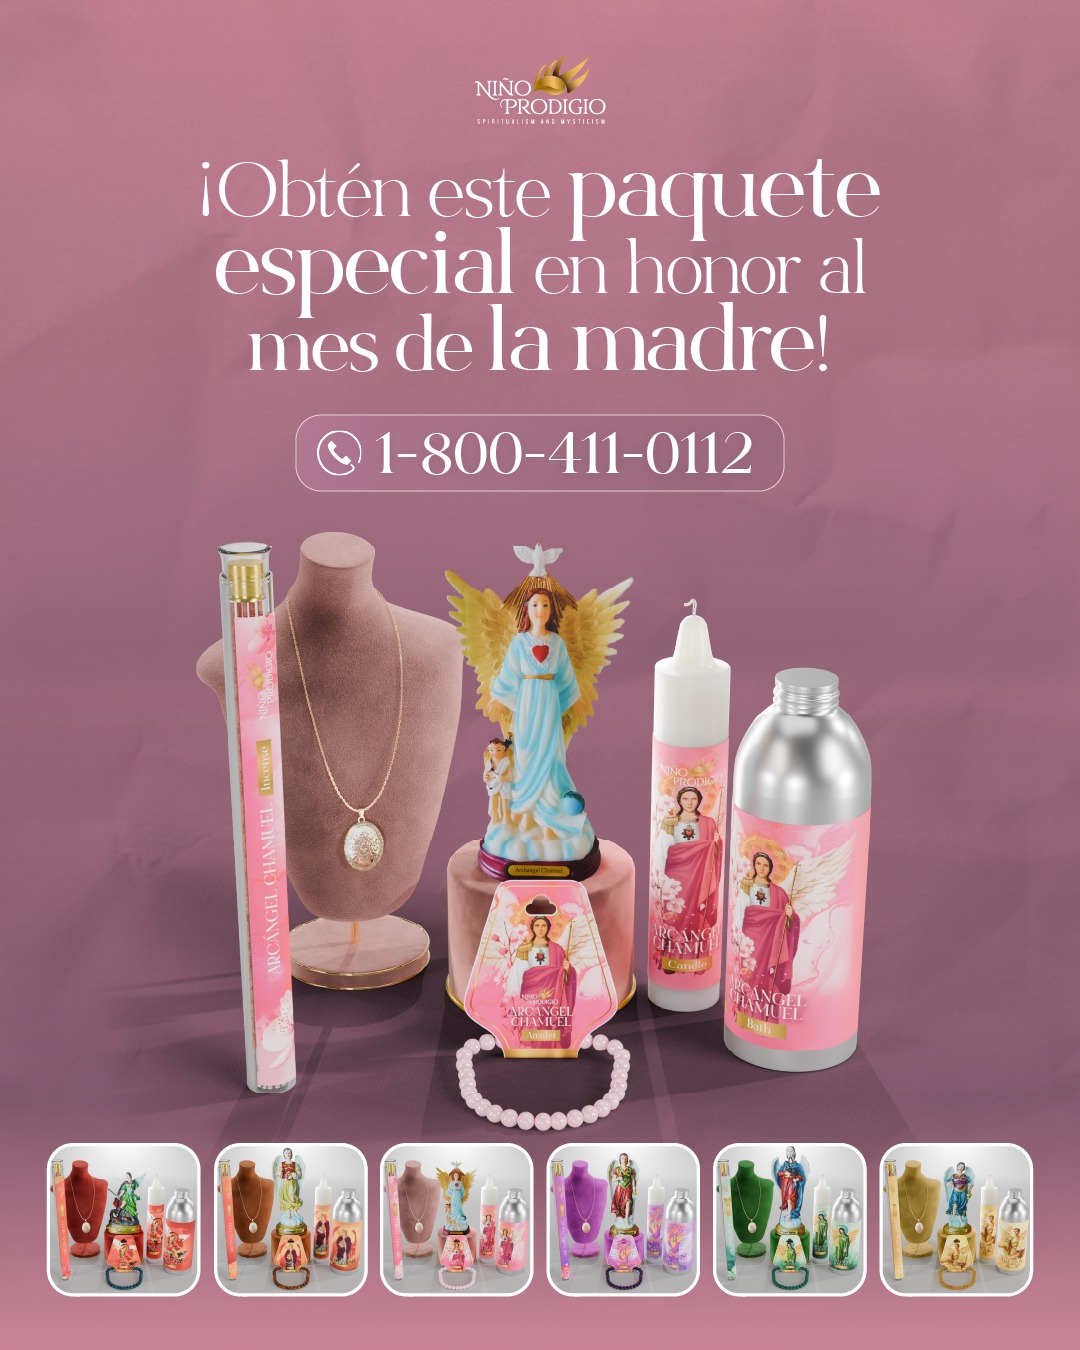 NIÑO
PRODIGIO
SPIRITUALISM AND MYSTICISM
¡Obtén este paquete
especial en honor al
mes de la madre!
1-800-411-0112
NIÑO
PRODIGIO
Incense
ARCÁNGEL CHAMUEL
Archangel Chamuel
NIÑO
PRODIGIO
ARCÁNGEL
CHAMUEL
Amulet
NIÑO
PRODIGIO
ARCÁNGEL
CHAMUEL
Candle
ARCÁNGEL
CHAMUEL
Bath